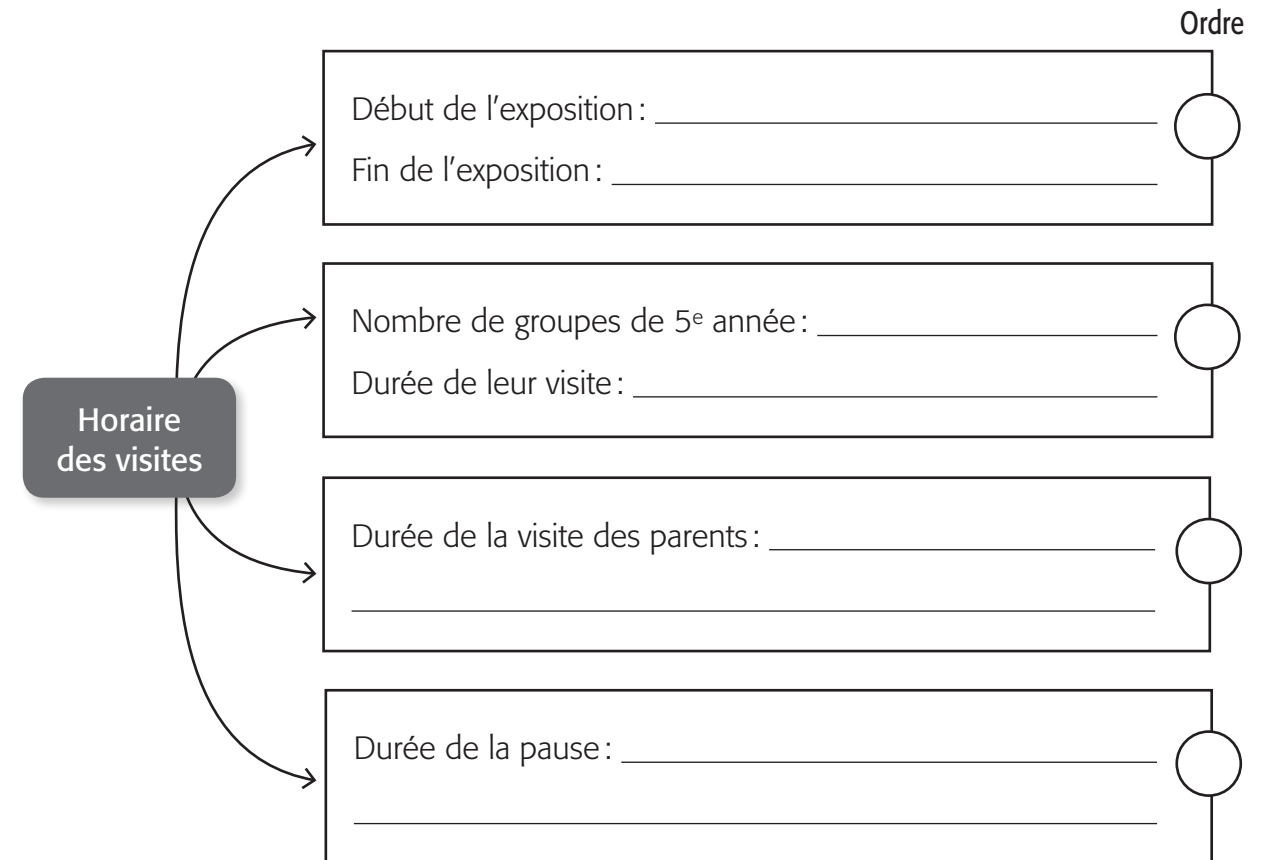 Ordre
Début de l'exposition :
Fin de l'exposition :
Nombre de groupes de 5e année :
Durée de leur visite :
Horaire
des visites
Durée de la visite des parents :
Durée de la pause :